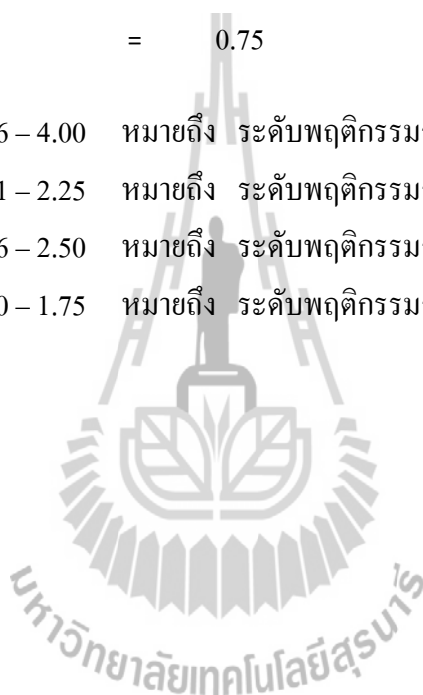 = 0.75
6 – 4.00 หมายถึง ระดับพฤติกรรม
1 – 2.25 หมายถึง ระดับพฤติกรรม
6 – 2.50 หมายถึง ระดับพฤติกรรม
0 – 1.75 หมายถึง ระดับพฤติกรรม
มหาวิทยาลัยเทคโนโลยีสุรนารี